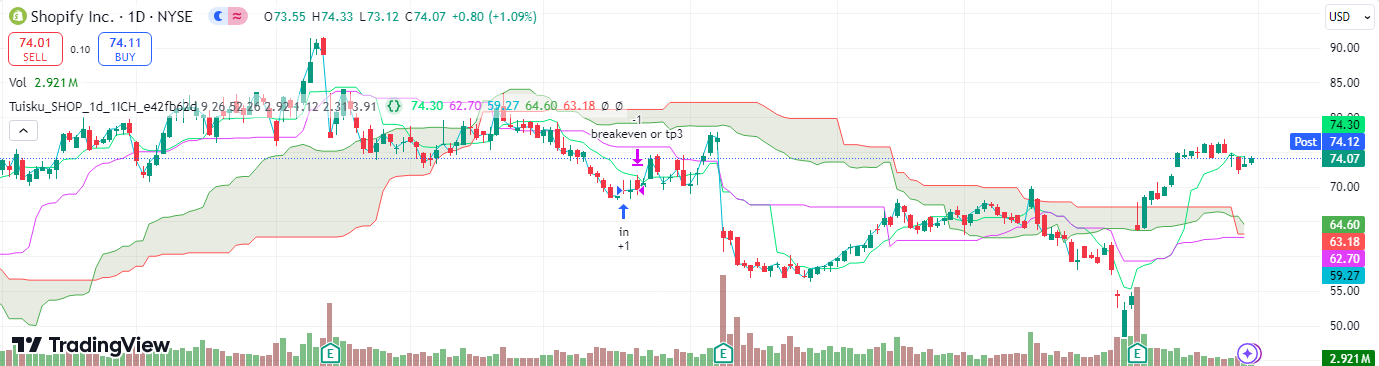 Shopify Inc. · 1D · NYSE O73.55 H74.33 L73.12 C74.07 +0.80 (+1.09%)
USD
74.01
SELL
0.10
74.11
BUY
90.00
Vol 2.921 M
85.00
Tuisku_SHOP_1d_1ICH_e42fb62d 9 26 52 26 2.92 1.12 2.31 3.91 {} 74.30 62.70 59.27 64.60 63.18 Ø Ø
-1
breakeven or tp3
74.30
Post 74.12
74.07
70.00
in
+1
64.60
63.18
62.70
59.27
55.00
50.00
TradingView
E
E
E
2.921 M